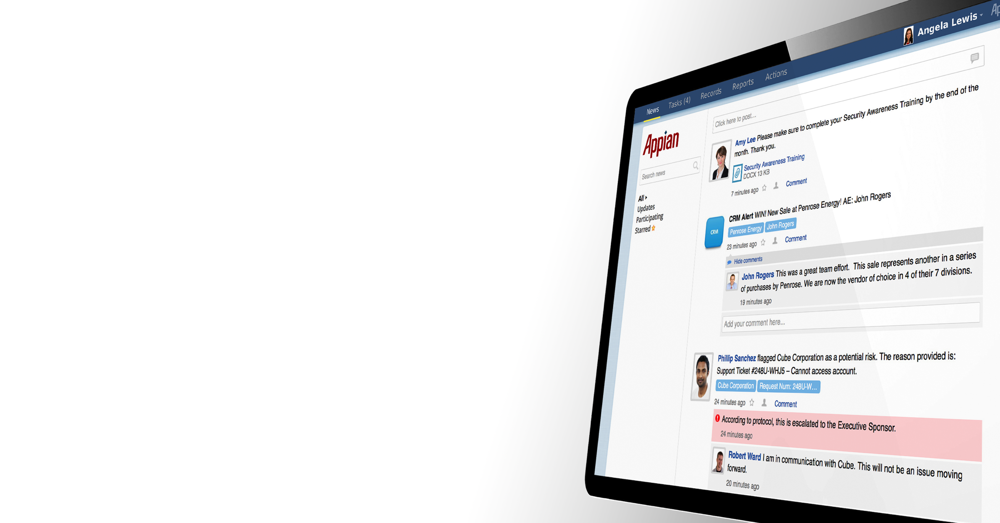 Angela Lewis
News Tasks (4) Records Reports Actions
Appian
Search news
All
Updates
Participating
Starred
Click here to post...
Amy Lee Please make sure to complete your Security Awareness Training by the end of the
month. Thank you.
Security Awareness Training
DOCX 13 KB
7 minutes ago Comment
CRM
CRM Alert WIN! New Sale at Penrose Energy! AE: John Rogers
Penrose Energy John Rogers
23 minutes ago Comment
Hide comments
John Rogers This was a great team effort. This sale represents another in a series
of purchases by Penrose. We are now the vendor of choice in 4 of their 7 divisions.
19 minutes ago
Add your comment here...
Phillip Sanchez flagged Cube Corporation as a potential risk. The reason provided is:
Support Ticket #248U-WHJ5 – Cannot access account.
Cube Corporation Request Num: 248U-W...
24 minutes ago Comment
According to protocol, this is escalated to the Executive Sponsor.
24 minutes ago
Robert Ward I am in communication with Cube. This will not be an issue moving
forward.
20 minutes ago